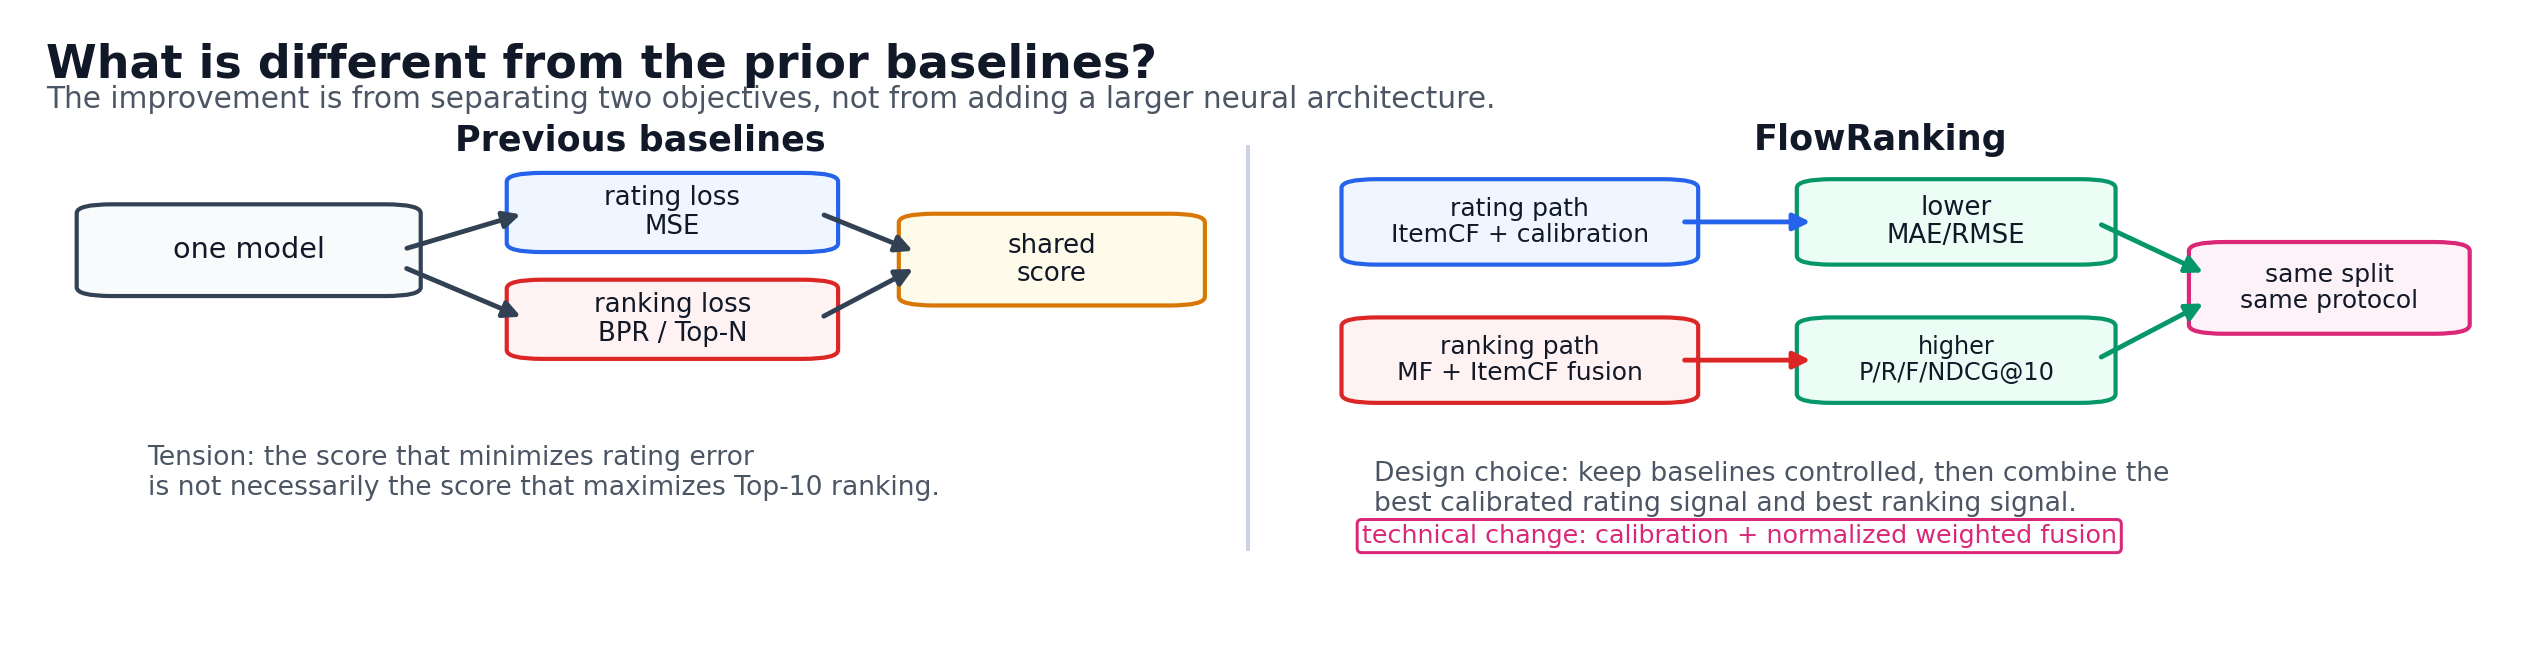 What is different from the prior baselines?
The improvement is from separating two objectives, not from adding a larger neural architecture.
Previous baselines
one model
rating loss
MSE
ranking loss
BPR / Top-N
shared
score
Tension: the score that minimizes rating error
is not necessarily the score that maximizes Top-10 ranking.
FlowRanking
rating path
ItemCF + calibration
lower
MAE/RMSE
ranking path
MF + ItemCF fusion
higher
P/R/F/NDCG@10
same split
same protocol
Design choice: keep baselines controlled, then combine the
best calibrated rating signal and best ranking signal.
technical change: calibration + normalized weighted fusion